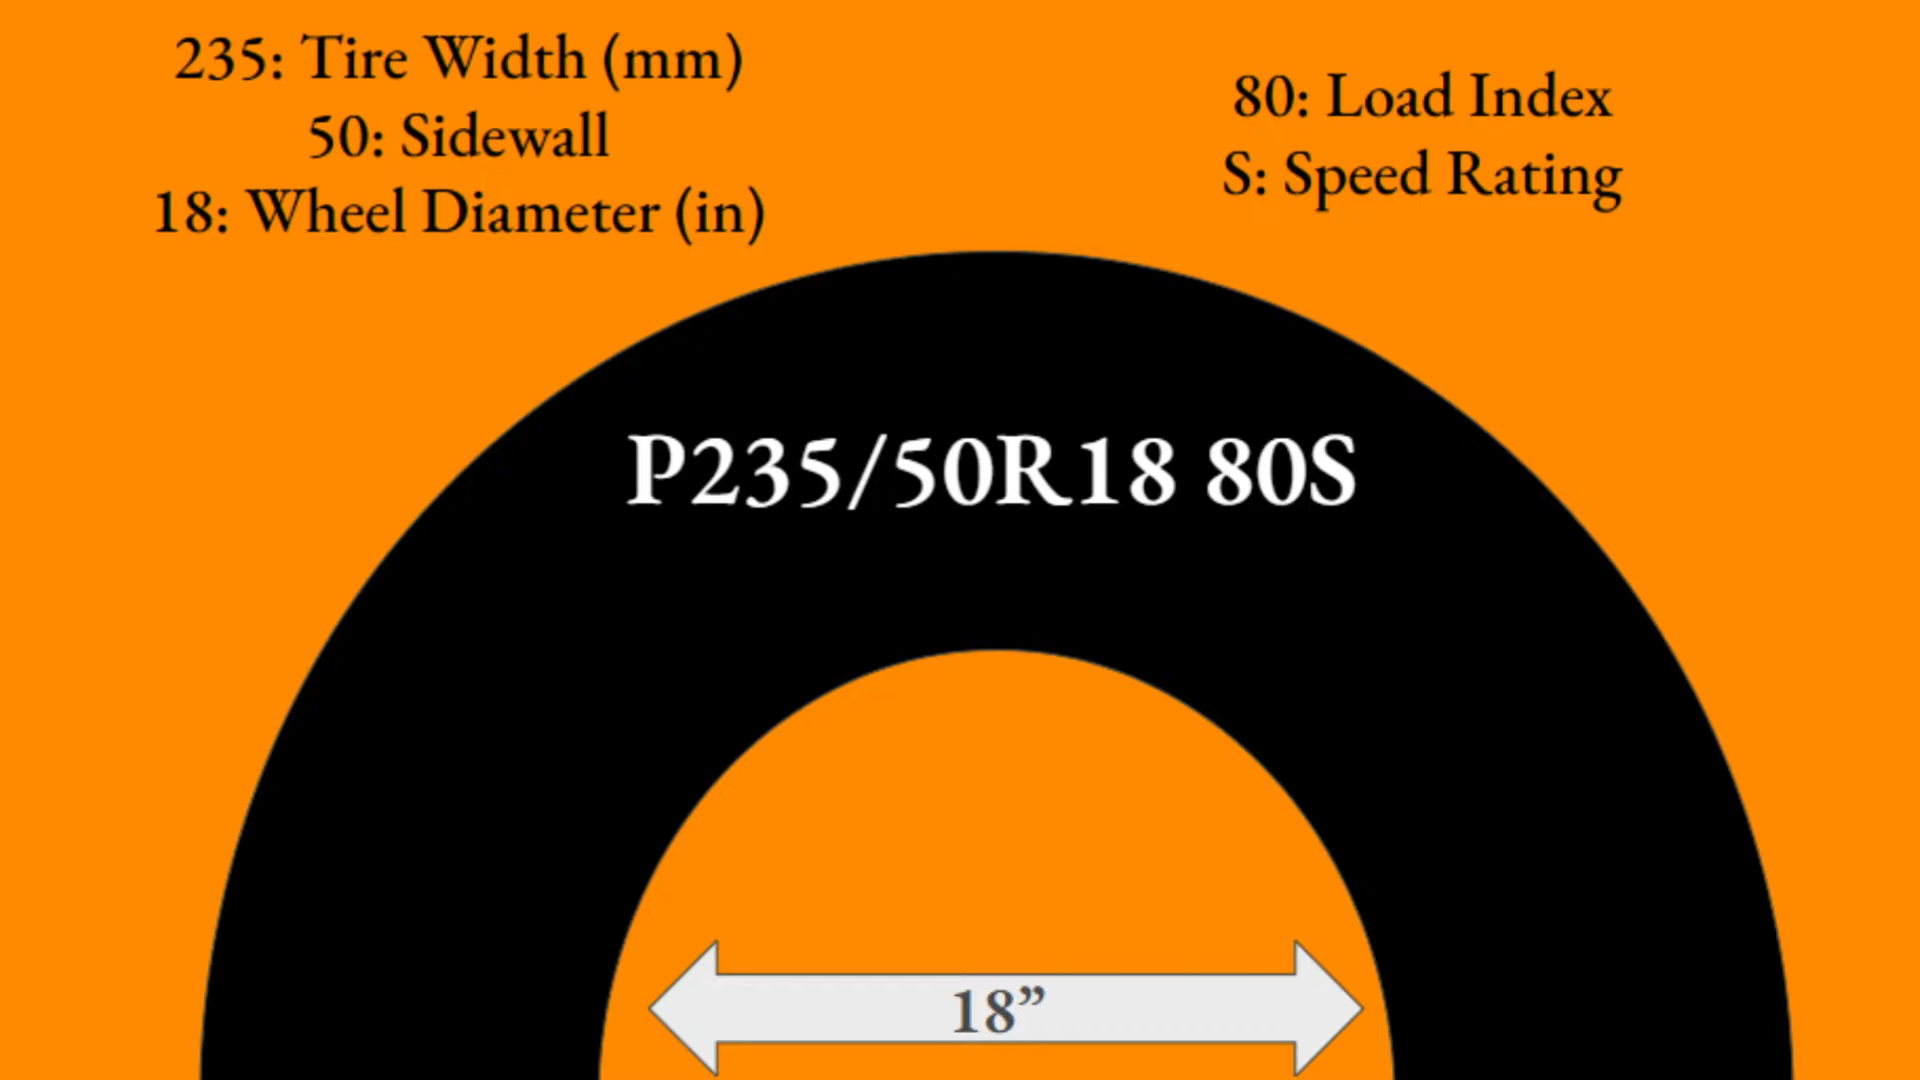 235: Tire Width (mm)
50: Sidewall
18: Wheel Diameter (in)
80: Load Index
S: Speed Rating
P235/50R18 80S
18”